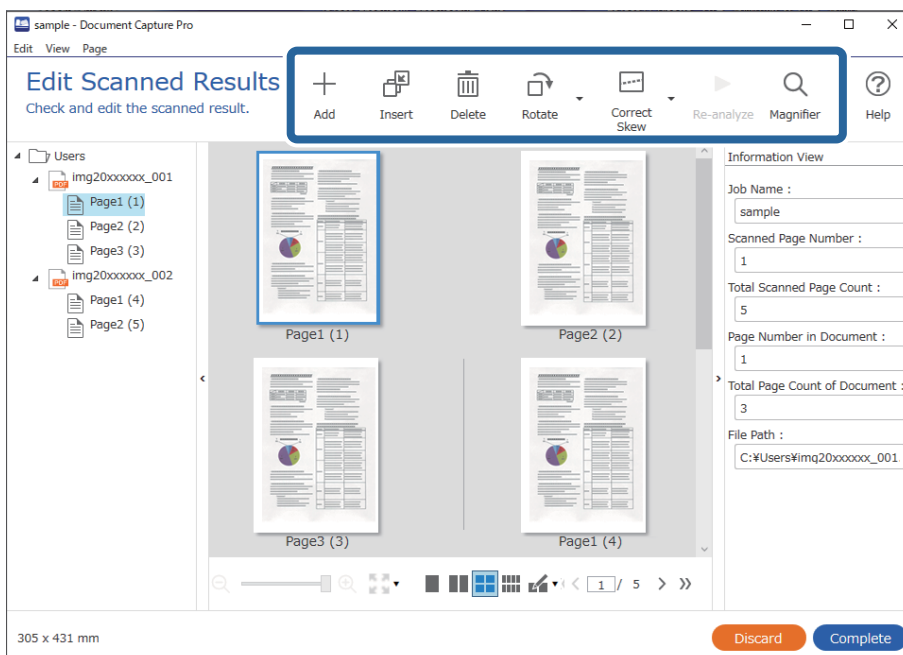 sample - Document Capture Pro
Edit View Page
Edit Scanned Results
Check and edit the scanned result.
Add
Insert
Delete
Rotate
Correct
Skew
Re-analyze
Magnifier
Help
Users
PDF
img20xxxxxx_001
Page1 (1)
Page2 (2)
Page3 (3)
PDF
img20xxxxxx_002
Page1 (4)
Page2 (5)
Page1 (1)
Page2 (2)
Page3 (3)
Page1 (4)
1 / 5
Information View
Job Name :
sample
Scanned Page Number :
1
Total Scanned Page Count :
5
Page Number in Document :
1
Total Page Count of Document :
3
File Path :
C:¥Users¥img20xxxxxx_001
305 x 431 mm
Discard
Complete